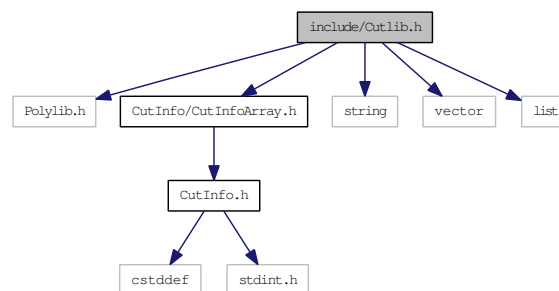 include/Cutlib.h
Polylib.h
CutInfo/CutInfoArray.h
string
vector
list
CutInfo.h
cstddef
stdint.h